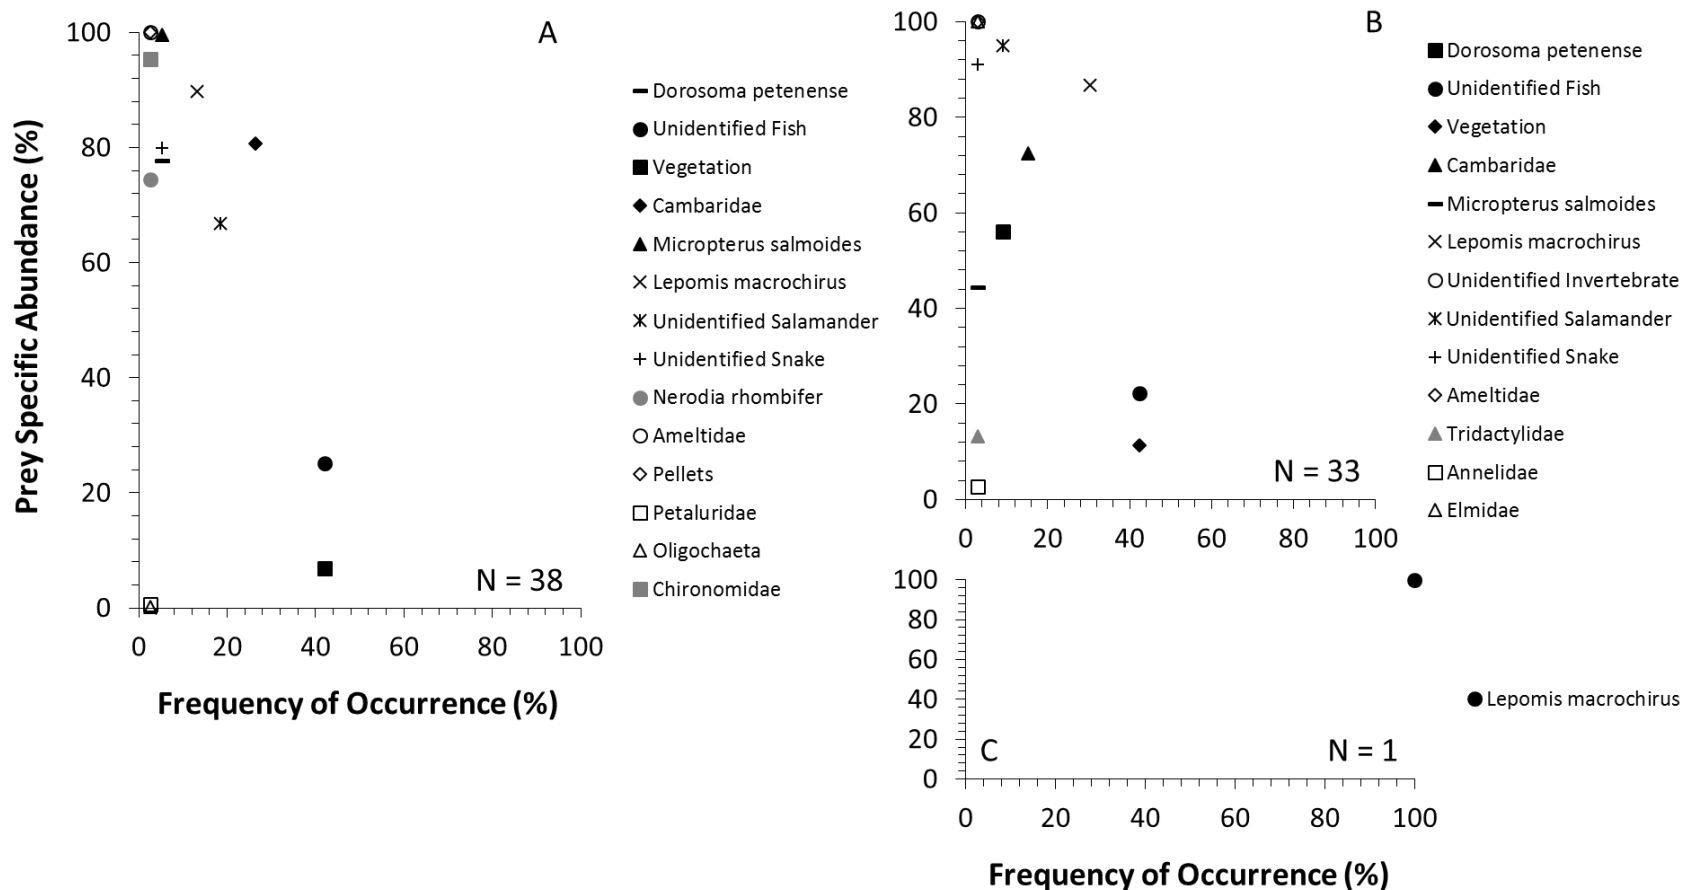 A
Prey Specific Abundance (%)
100
80
60
40
20
0
0 20 40 60 80 100
Frequency of Occurrence (%)
N = 38
Dorosoma petenense
Unidentified Fish
Vegetation
Cambaridae
Micropterus salmoides
Lepomis macrochirus
Unidentified Salamander
Unidentified Snake
Nerodia rhombifer
Ameltidae
Pellets
Petaluridae
Oligochaeta
Chironomidae
B
100
80
60
40
20
0
0 20 40 60 80 100
N = 33
Dorosoma petenense
Unidentified Fish
Vegetation
Cambaridae
Micropterus salmoides
Lepomis macrochirus
Unidentified Invertebrate
Unidentified Salamander
Unidentified Snake
Ameltidae
Tridactylidae
Annelidae
Elmidae
100
80
60
40
20
0
C
N = 1
0 20 40 60 80 100
Frequency of Occurrence (%)
Lepomis macrochirus